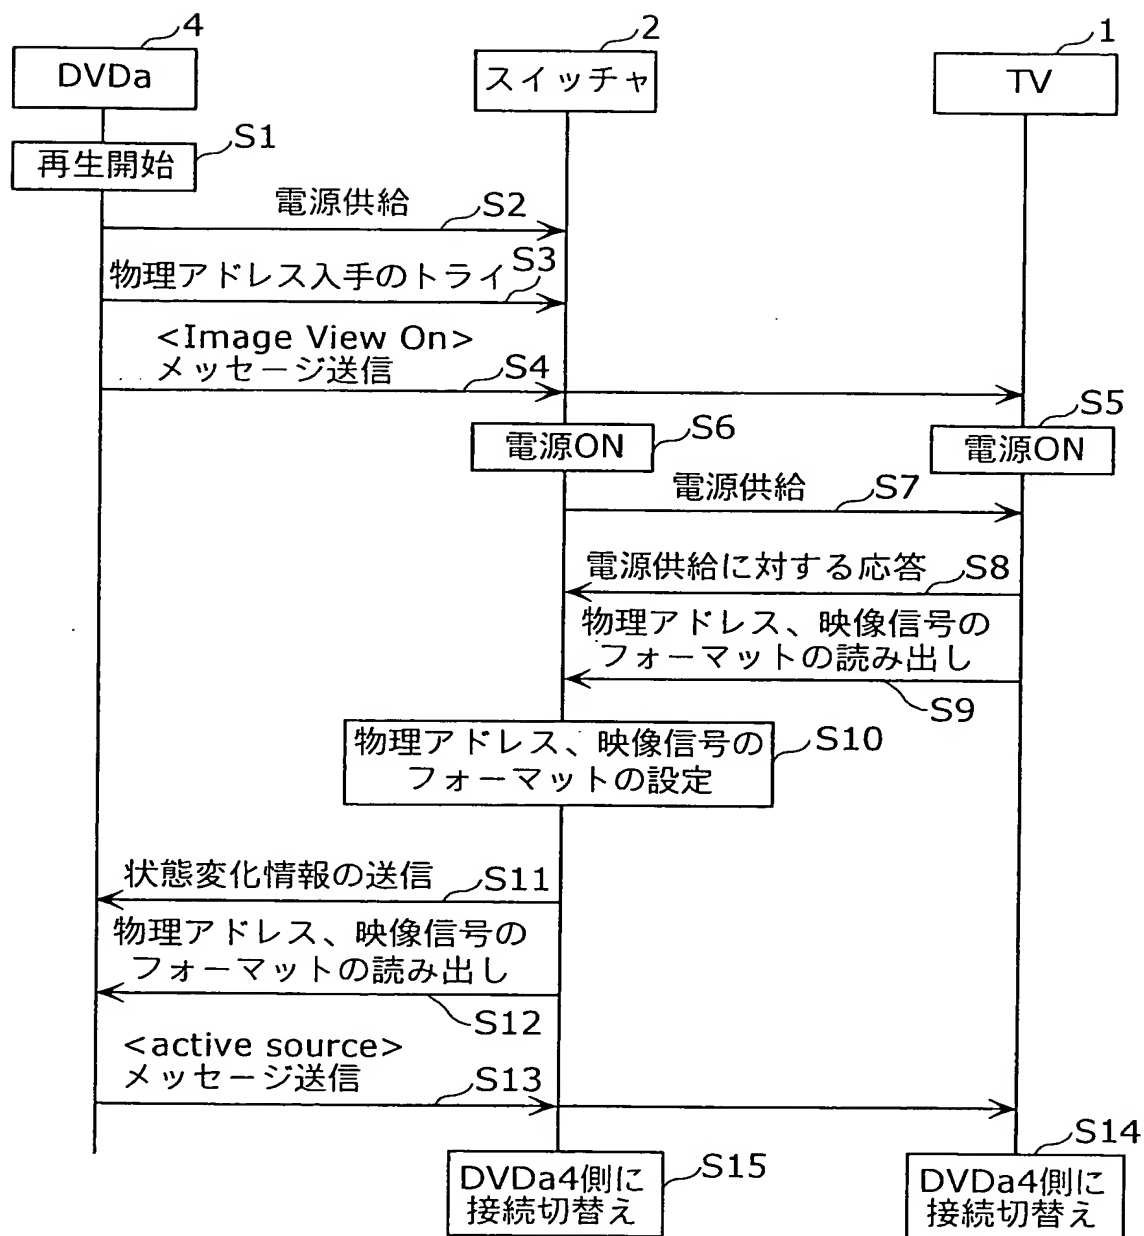 4
2
1
DVDa
スイッチャ
TV
再生開始
S1
電源供給
S2
物理アドレス入手のトライ
S3
<Image View On>
メッセージ送信
S4
S5
電源ON
S6
電源ON
電源供給
S7
電源供給に対する応答
S8
物理アドレス、映像信号の
フォーマットの読み出し
S9
物理アドレス、映像信号の
フォーマットの設定
S10
状態変化情報の送信
S11
物理アドレス、映像信号の
フォーマットの読み出し
S12
<active source>
メッセージ送信
S13
S14
DVDa4側に
接続切替え
S15
DVDa4側に
接続切替え